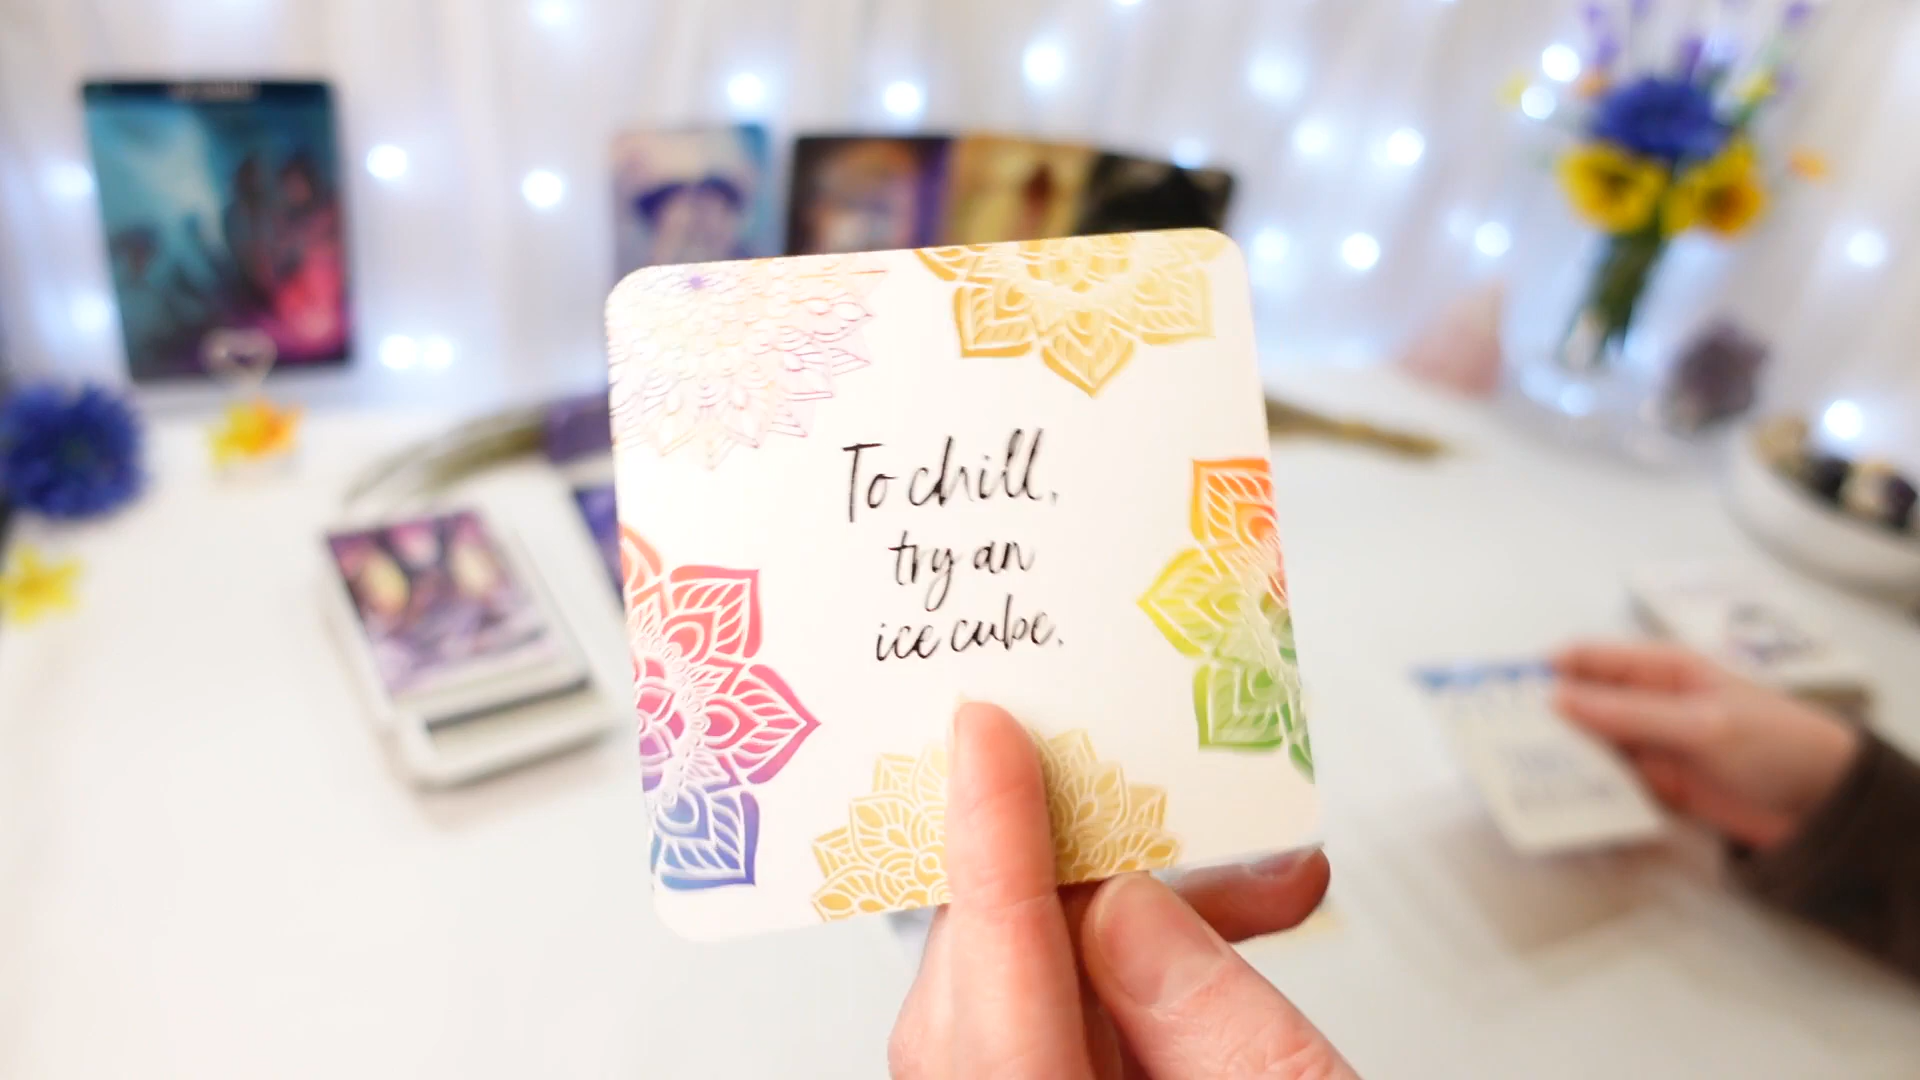 To chill,
try an
ice cube.